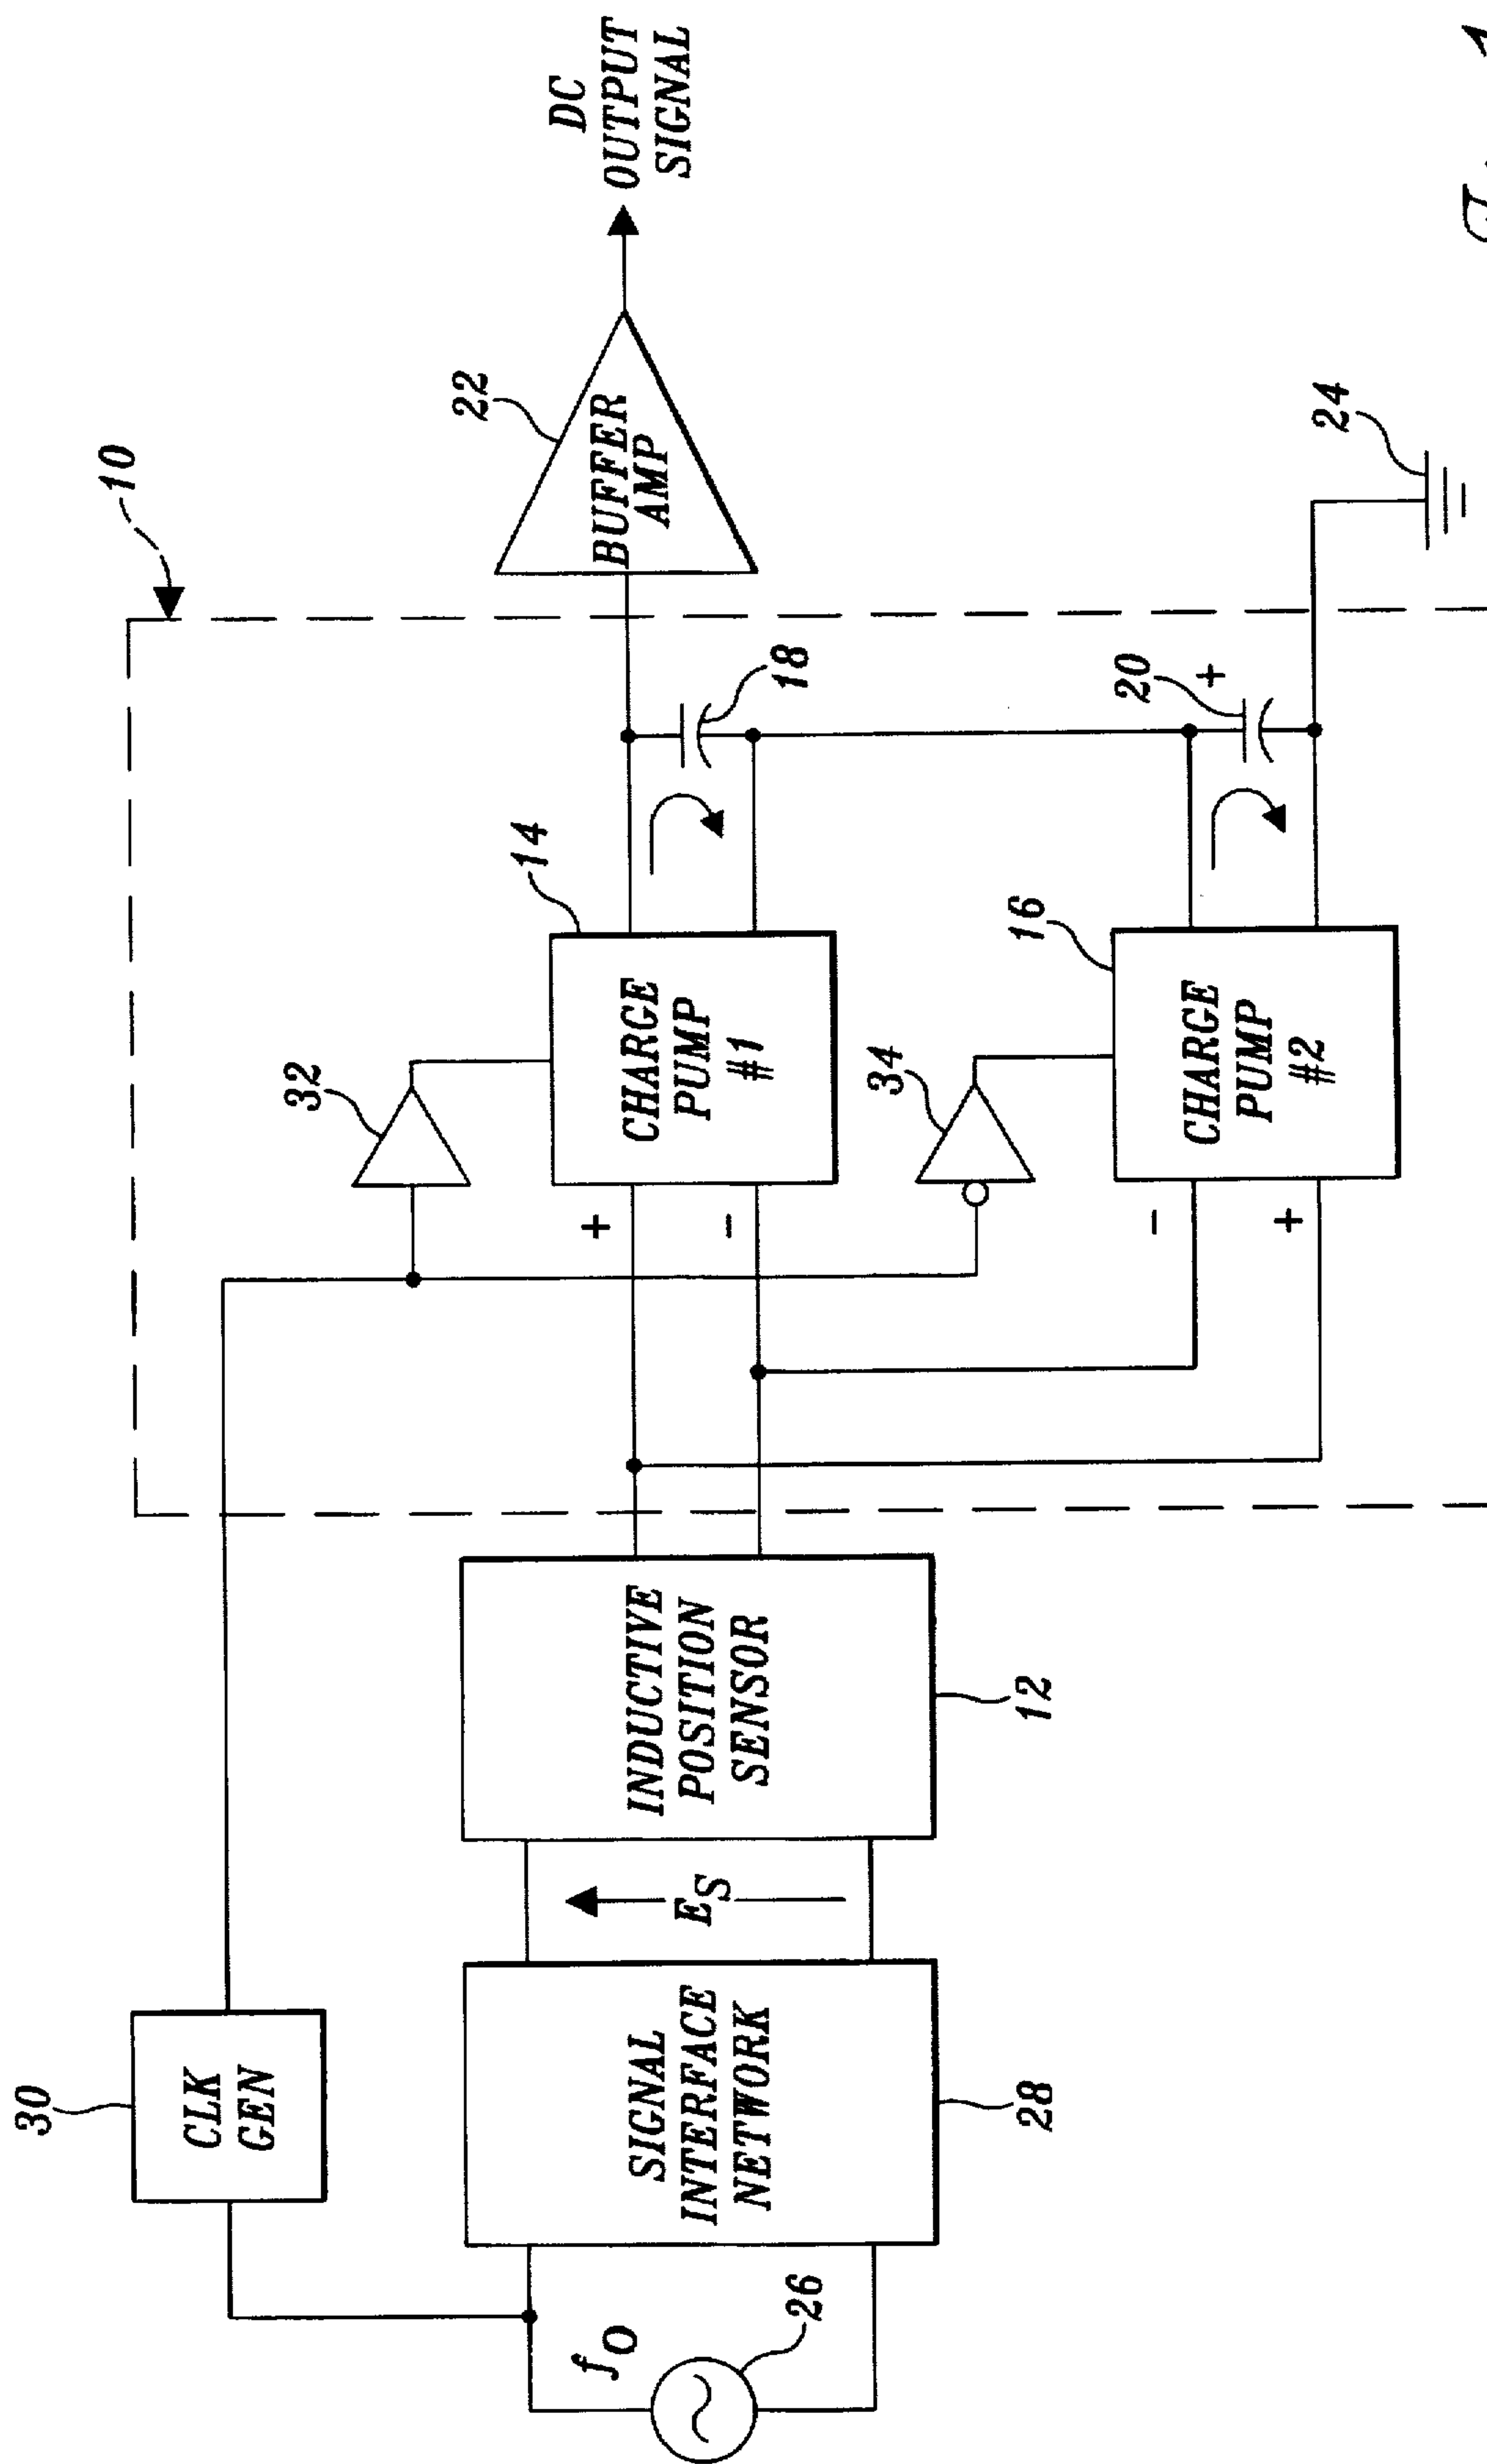 10
30
CLK
GEN
f₀
26
SIGNAL
INTERFACE
NETWORK
28
E_S
INDUCTIVE
POSITION
SENSOR
12
32
+
-
CHARGE
PUMP
#1
14
18
BUFFER
AMP
22
DC
OUTPUT
SIGNAL
34
-
+
CHARGE
PUMP
#2
16
20
+
24